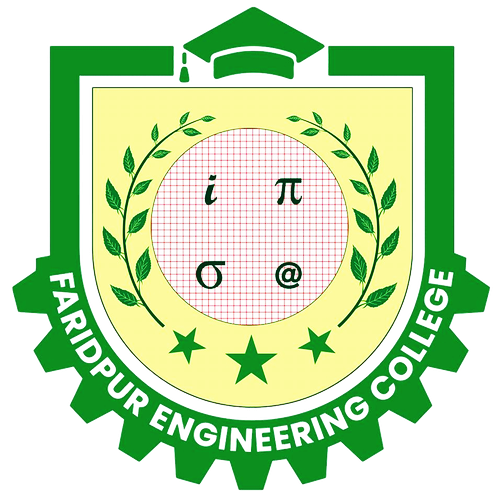 i π
σ @
FARIDPUR ENGINEERING COLLEGE